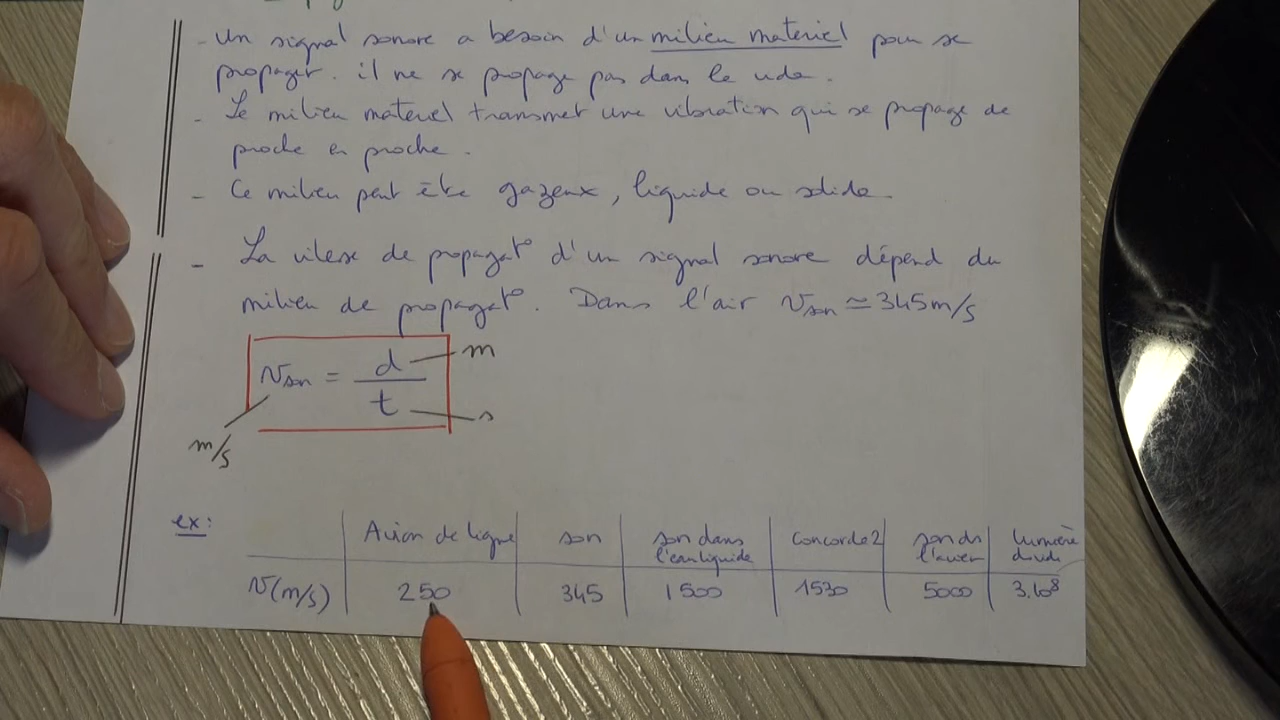 - Un signal sonore a besoin d'un milieu matériel pour se
propager. il ne se propage pas dans le vide.
- Le milieu matériel transmet une vibration qui se propage de
proche en proche.
- Ce milieu peut être gazeux, liquide ou solide.
- La vitesse de propagat° d'un signal sonore dépend du
milieu de propagat°. Dans l'air Vson ≃ 345 m/s
Vson = d/t
m
s
m/s
ex:
Avion de ligne | son | son dans l'eau liquide | Concorde 2 | son ds l'acier | lumière ds vide
V(m/s) | 250 | 345 | 1500 | 1530 | 5000 | 3.10⁸